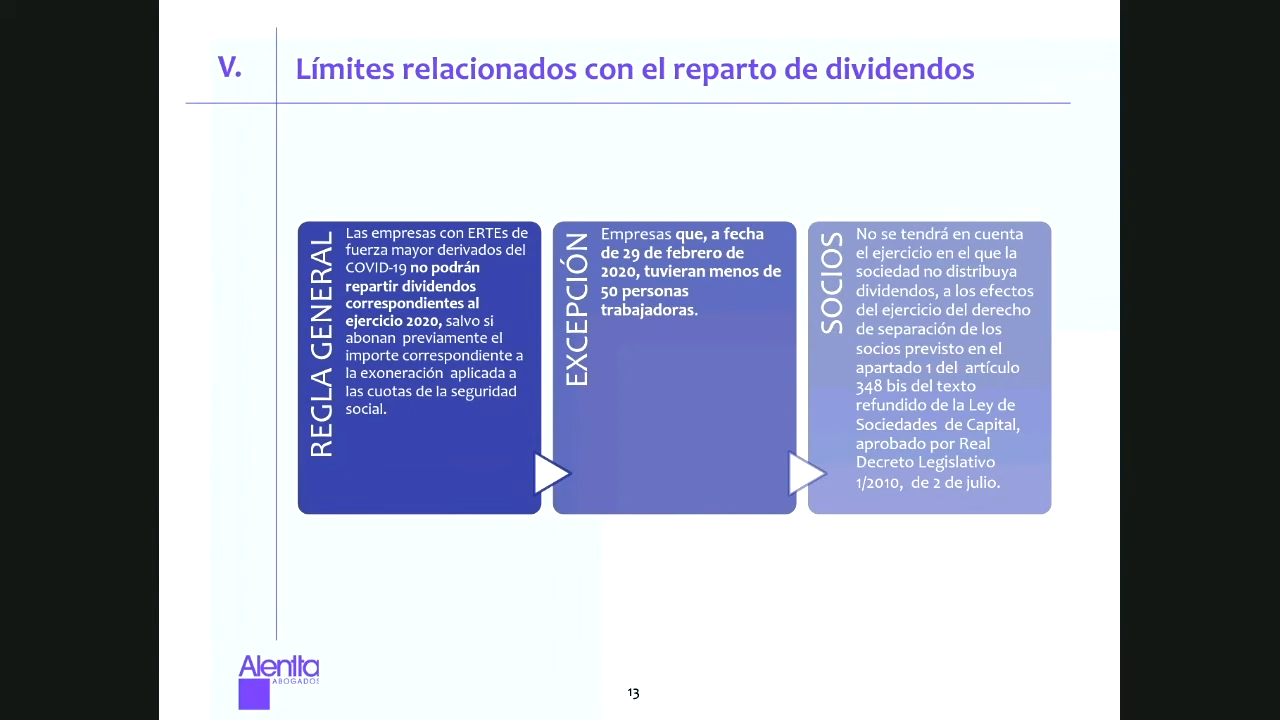 V.
Límites relacionados con el reparto de dividendos
REGLA GENERAL
Las empresas con ERTEs de
fuerza mayor derivados del
COVID-19 no podrán
repartir dividendos
correspondientes al
ejercicio 2020, salvo si
abonan previamente el
importe correspondiente a
la exoneración aplicada a
las cuotas de la seguridad
social.
EXCEPCIÓN
Empresas que, a fecha
de 29 de febrero de
2020, tuvieran menos de
50 personas
trabajadoras.
SOCIOS
No se tendrá en cuenta
el ejercicio en el que la
sociedad no distribuya
dividendos, a los efectos
del ejercicio del derecho
de separación de los
socios previsto en el
apartado 1 del artículo
348 bis del texto
refundido de la Ley de
Sociedades de Capital,
aprobado por Real
Decreto Legislativo
1/2010, de 2 de julio.
Alenta
ABOGADOS
13